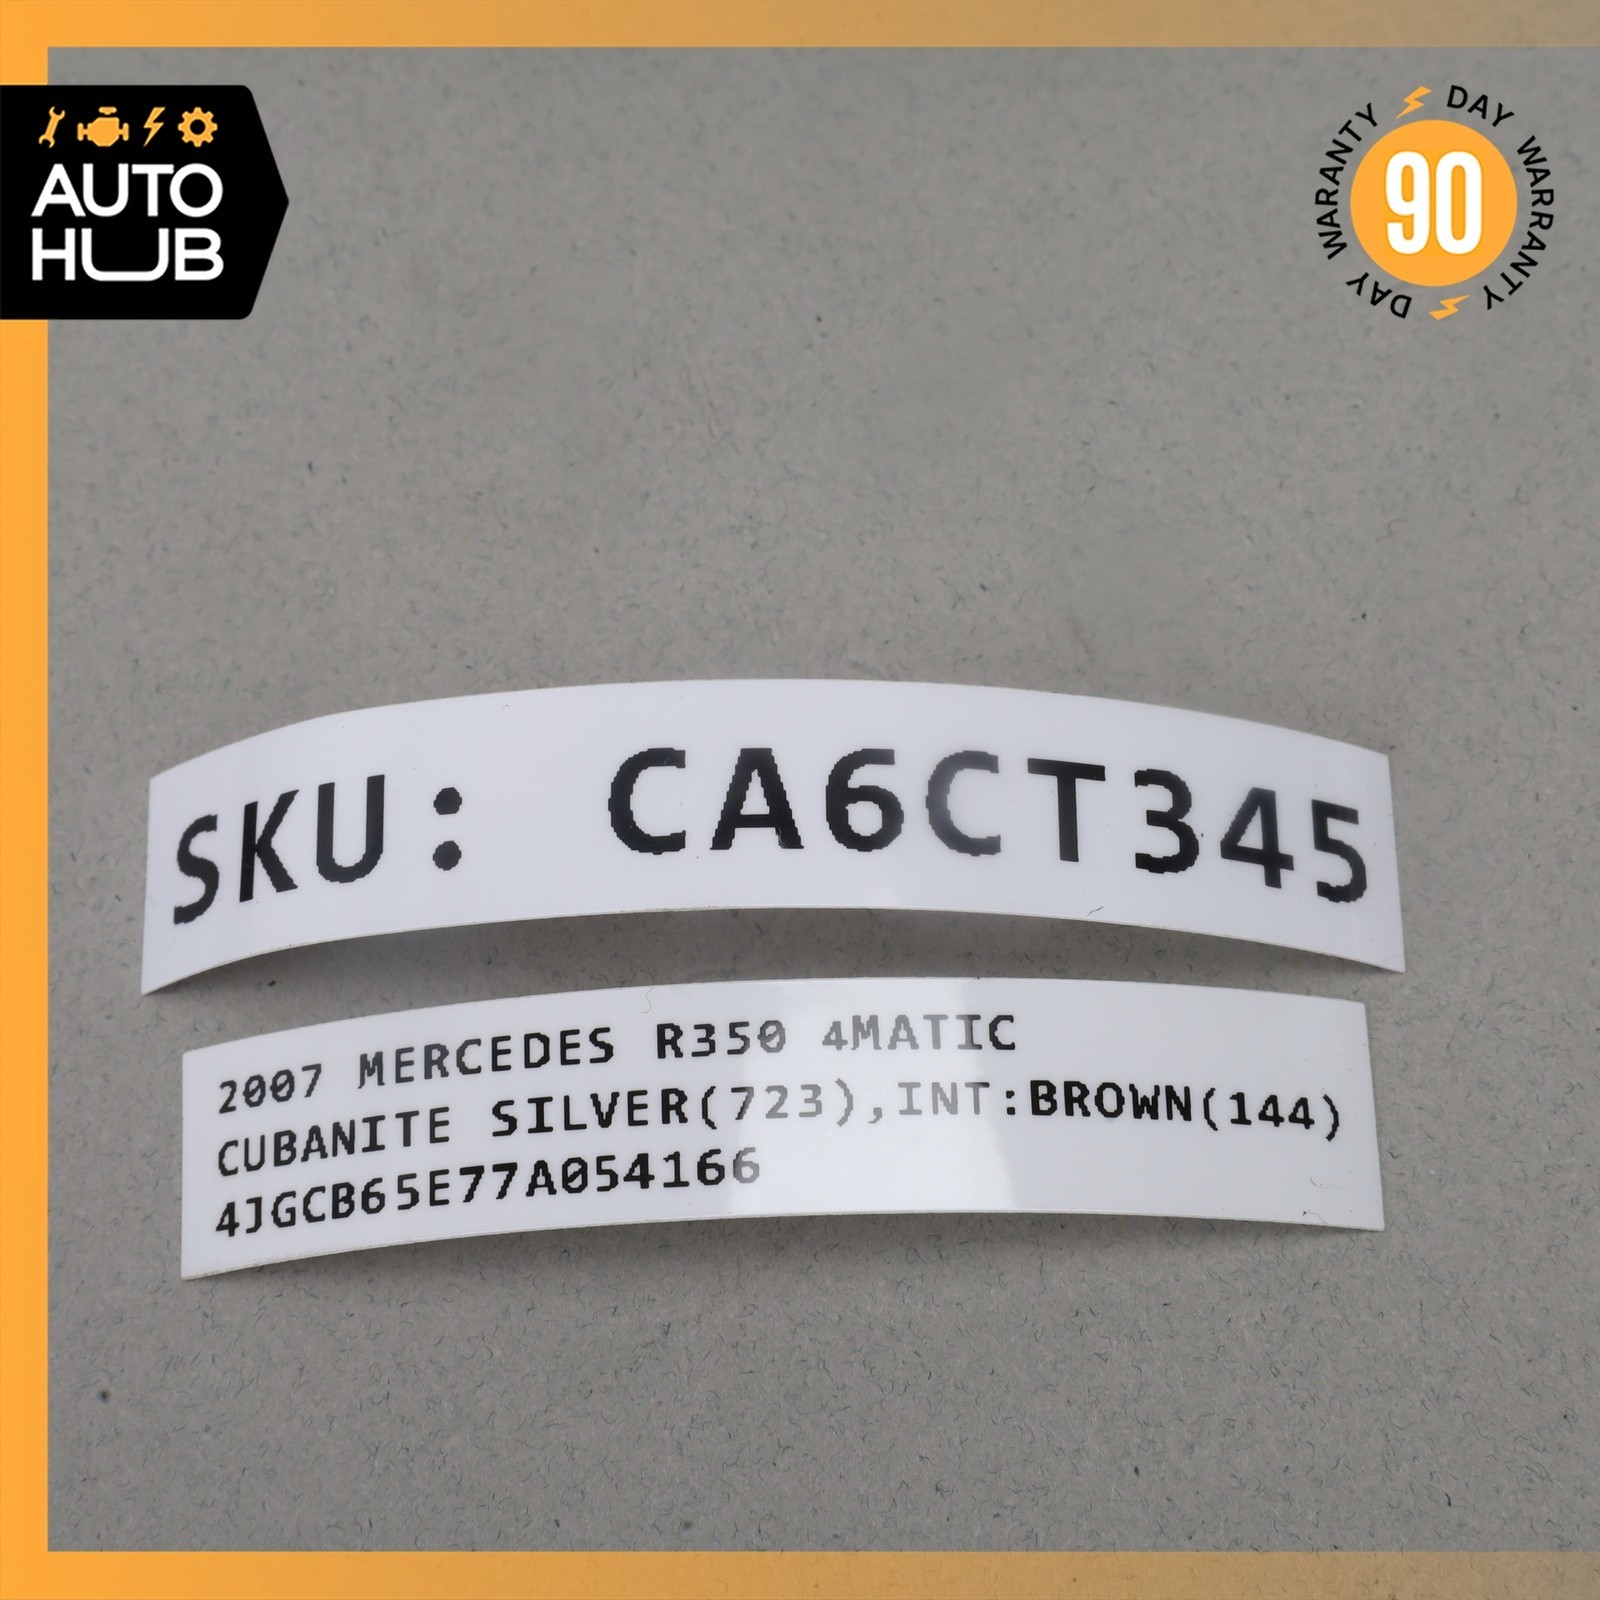 AUTO
HUB
DAY WARRANTY
DAY WARRANTY
90
SKU: CA6CT345
2007 MERCEDES R350 4MATIC
CUBANITE SILVER(723),INT:BROWN(144)
4JGCB65E77A054166